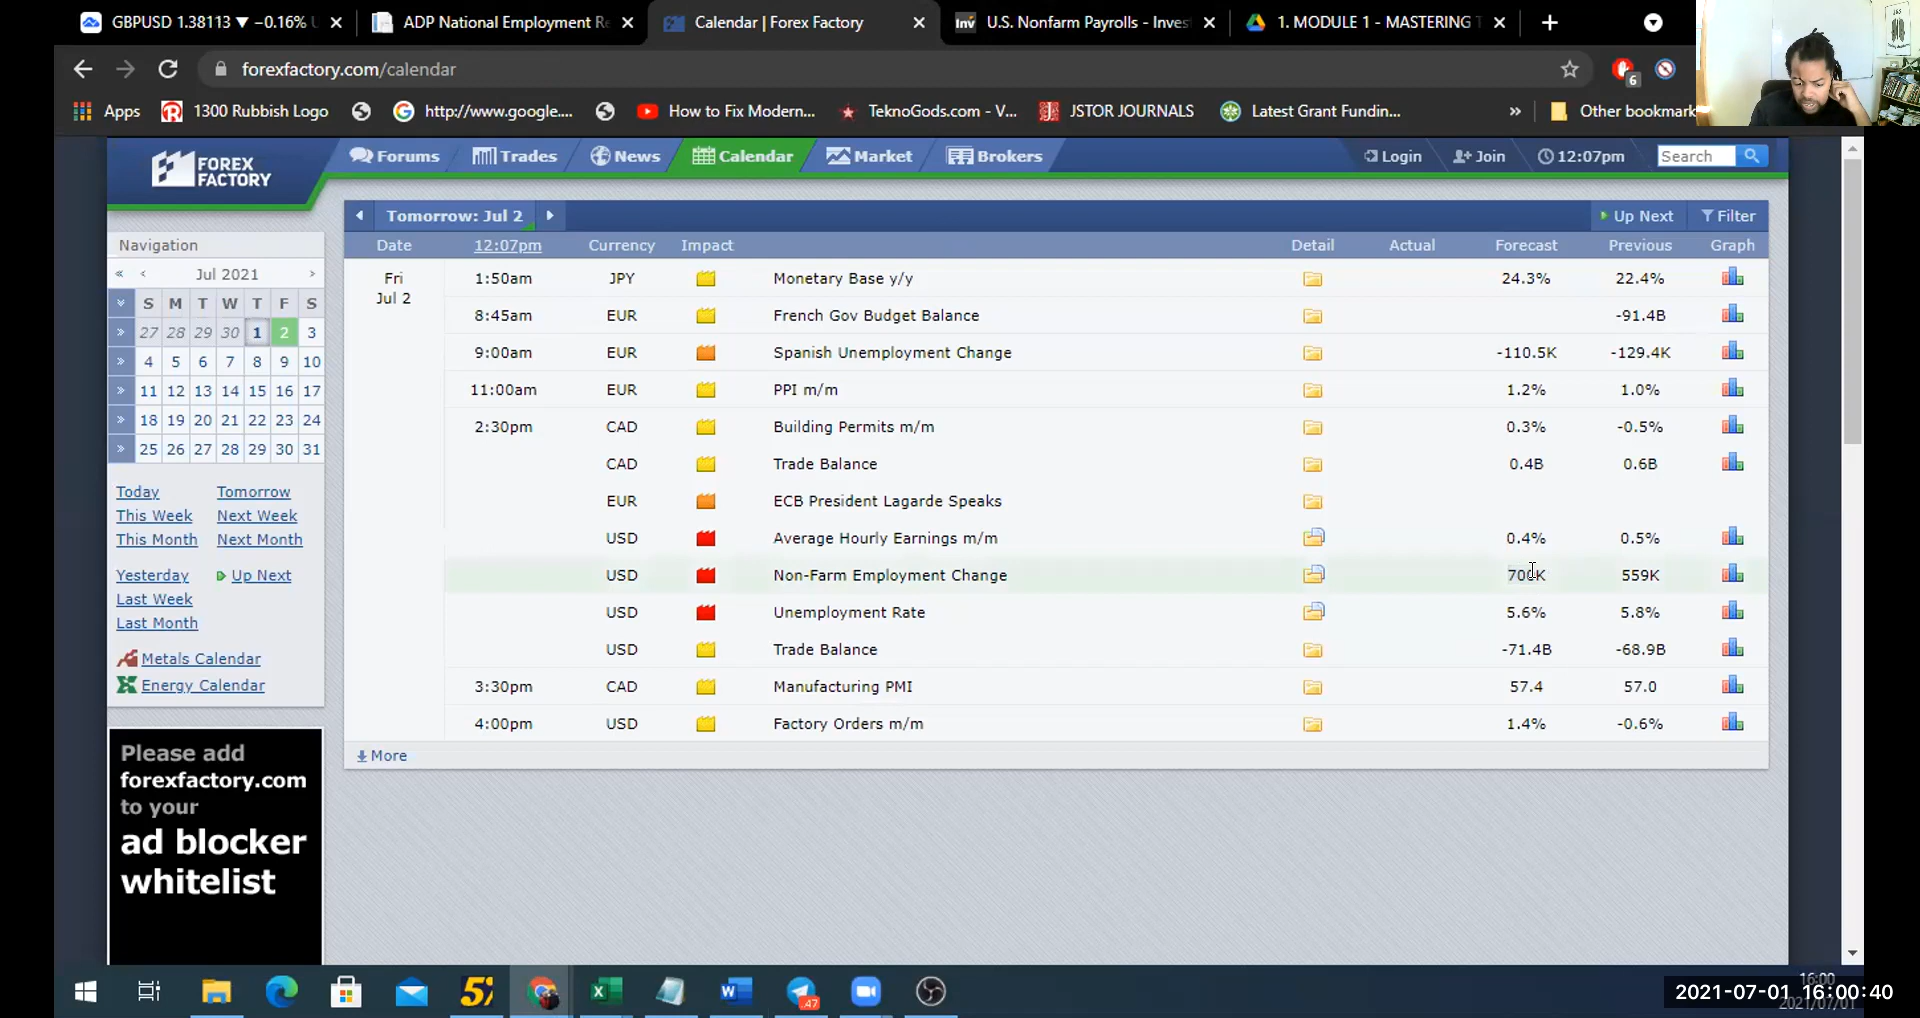 GBPUSD 1.38113 ▼ −0.16%
ADP National Employment Re
Calendar | Forex Factory
U.S. Nonfarm Payrolls - Inves
1. MODULE 1 - MASTERING T
forexfactory.com/calendar
6
Apps
1300 Rubbish Logo
http://www.google...
How to Fix Modern...
TeknoGods.com - V...
JSTOR JOURNALS
Latest Grant Fundin...
»
Other bookmark
FOREX
FACTORY
Forums
Trades
News
Calendar
Market
Brokers
Login
Join
12:07pm
Search
Navigation
« ‹ Jul 2021 ›
S M T W T F S
» 27 28 29 30 1 2 3
» 4 5 6 7 8 9 10
» 11 12 13 14 15 16 17
» 18 19 20 21 22 23 24
» 25 26 27 28 29 30 31
Today Tomorrow
This Week Next Week
This Month Next Month
Yesterday Up Next
Last Week
Last Month
Metals Calendar
Energy Calendar
Please add
forexfactory.com
to your
ad blocker
whitelist
Tomorrow: Jul 2
Up Next Filter
Date 12:07pm Currency Impact Detail Actual Forecast Previous Graph
Fri
Jul 2
1:50am JPY Monetary Base y/y 24.3% 22.4%
8:45am EUR French Gov Budget Balance -91.4B
9:00am EUR Spanish Unemployment Change -110.5K -129.4K
11:00am EUR PPI m/m 1.2% 1.0%
2:30pm CAD Building Permits m/m 0.3% -0.5%
CAD Trade Balance 0.4B 0.6B
EUR ECB President Lagarde Speaks
USD Average Hourly Earnings m/m 0.4% 0.5%
USD Non-Farm Employment Change 700K 559K
USD Unemployment Rate 5.6% 5.8%
USD Trade Balance -71.4B -68.9B
3:30pm CAD Manufacturing PMI 57.4 57.0
4:00pm USD Factory Orders m/m 1.4% -0.6%
More
47
16:00
2021-07-01 16:00:40
2021/07/01